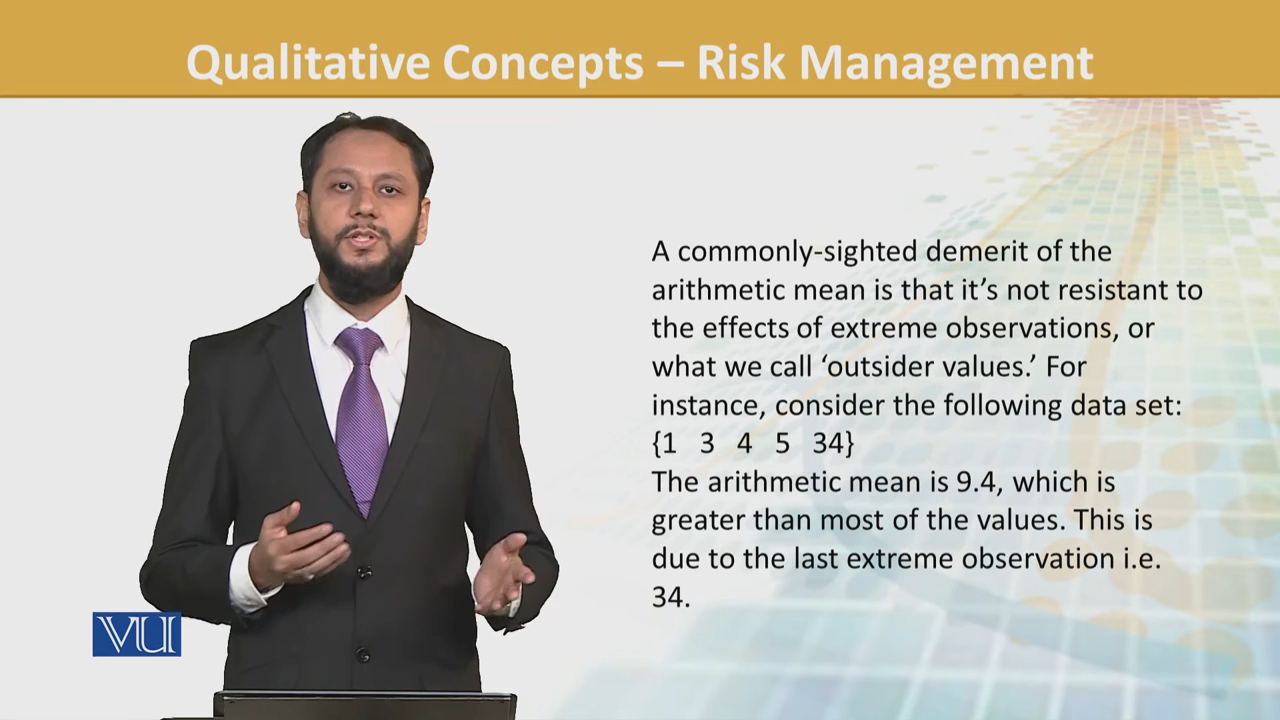 Qualitative Concepts – Risk Management
A commonly-sighted demerit of the
arithmetic mean is that it’s not resistant to
the effects of extreme observations, or
what we call ‘outsider values.’ For
instance, consider the following data set:
{1 3 4 5 34}
The arithmetic mean is 9.4, which is
greater than most of the values. This is
due to the last extreme observation i.e.
34.
VU